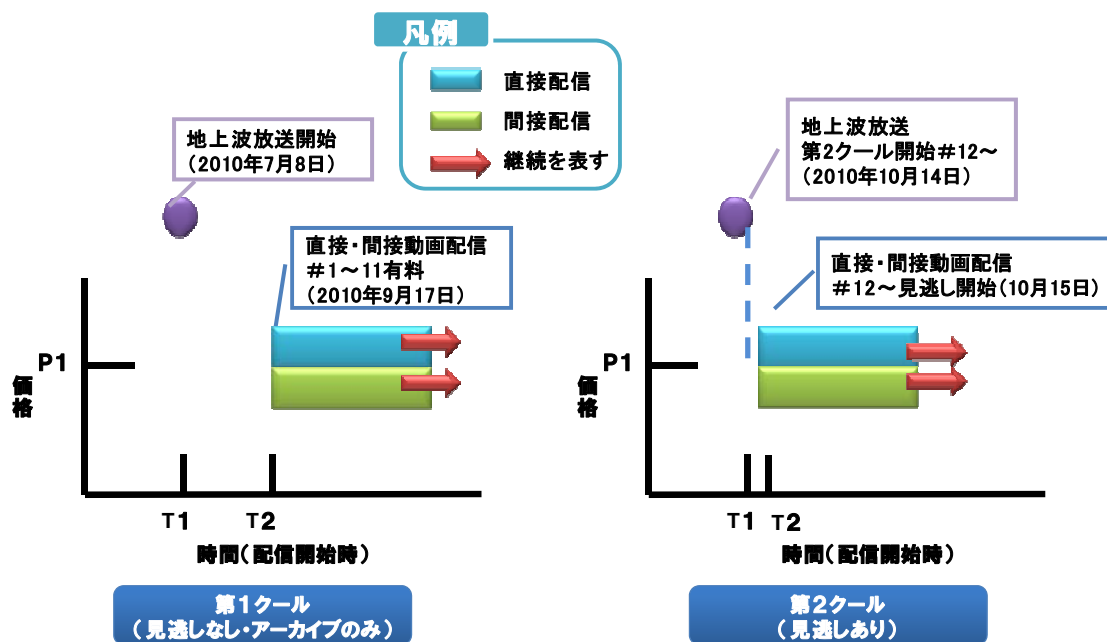 凡例
直接配信
間接配信
継続を表す
地上波放送開始
(2010年7月8日)
直接・間接動画配信
#1～11有料
(2010年9月17日)
P1
価格
T1
T2
時間(配信開始時)
第1クール
(見逃しなし・アーカイブのみ)
地上波放送
第2クール開始#12～
(2010年10月14日)
直接・間接動画配信
#12～見逃し開始(10月15日)
P1
価格
T1
T2
時間(配信開始時)
第2クール
(見逃しあり)